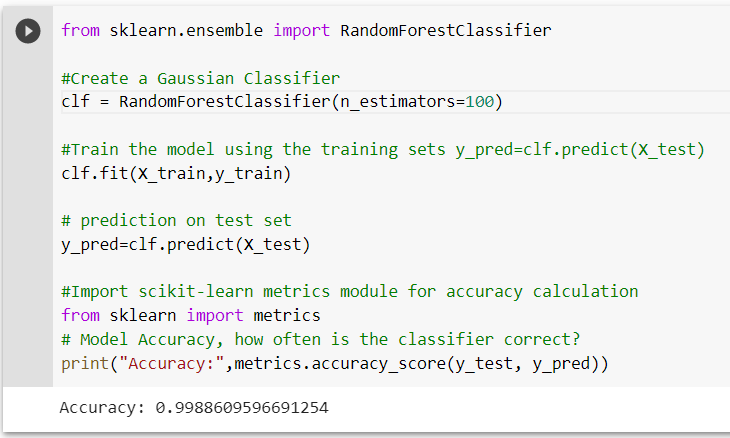 from sklearn.ensemble import RandomForestClassifier
#Create a Gaussian Classifier
clf = RandomForestClassifier(n_estimators=100)
#Train the model using the training sets y_pred=clf.predict(X_test)
clf.fit(X_train,y_train)
# prediction on test set
y_pred=clf.predict(X_test)
#Import scikit-learn metrics module for accuracy calculation
from sklearn import metrics
# Model Accuracy, how often is the classifier correct?
print("Accuracy:",metrics.accuracy_score(y_test, y_pred))
Accuracy: 0.9988609596691254